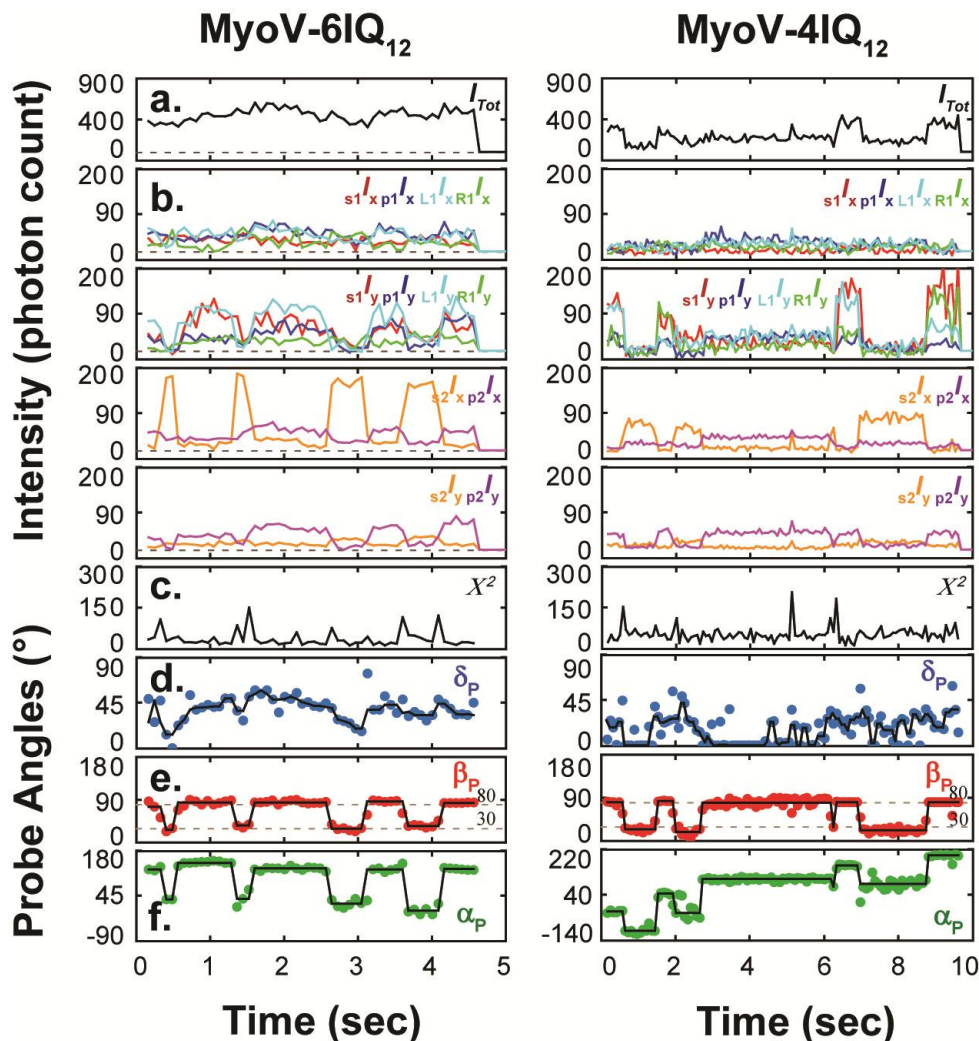 MyoV-6IQ12 MyoV-4IQ12
Intensity (photon count)
Probe Angles (°)
900
400
0
a.
ITot
200
90
0
b.
s1Ix p1Ix L1Ix R1Ix
200
90
0
s1Iy p1Iy L1Iy R1Iy
200
90
0
s2Ix p2Ix
200
90
0
s2Iy p2Iy
300
150
0
c.
X2
90
45
0
d.
δP
180
90
0
e.
βP
80
30
180
45
-90
f.
αP
0 1 2 3 4 5
Time (sec)
900
400
0
ITot
200
90
0
s1Ix p1Ix L1Ix R1Ix
200
90
0
s1Iy p1Iy L1Iy R1Iy
200
90
0
s2Ix p2Ix
200
90
0
s2Iy p2Iy
300
150
0
X2
90
45
0
δP
180
90
0
βP
80
30
220
40
-140
αP
0 2 4 6 8 10
Time (sec)